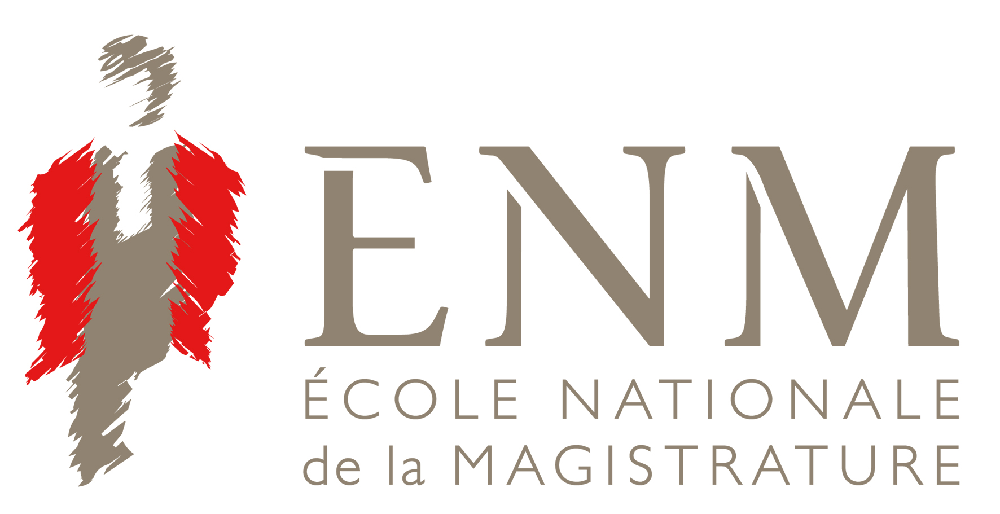 ENM
ÉCOLE NATIONALE
de la MAGISTRATURE